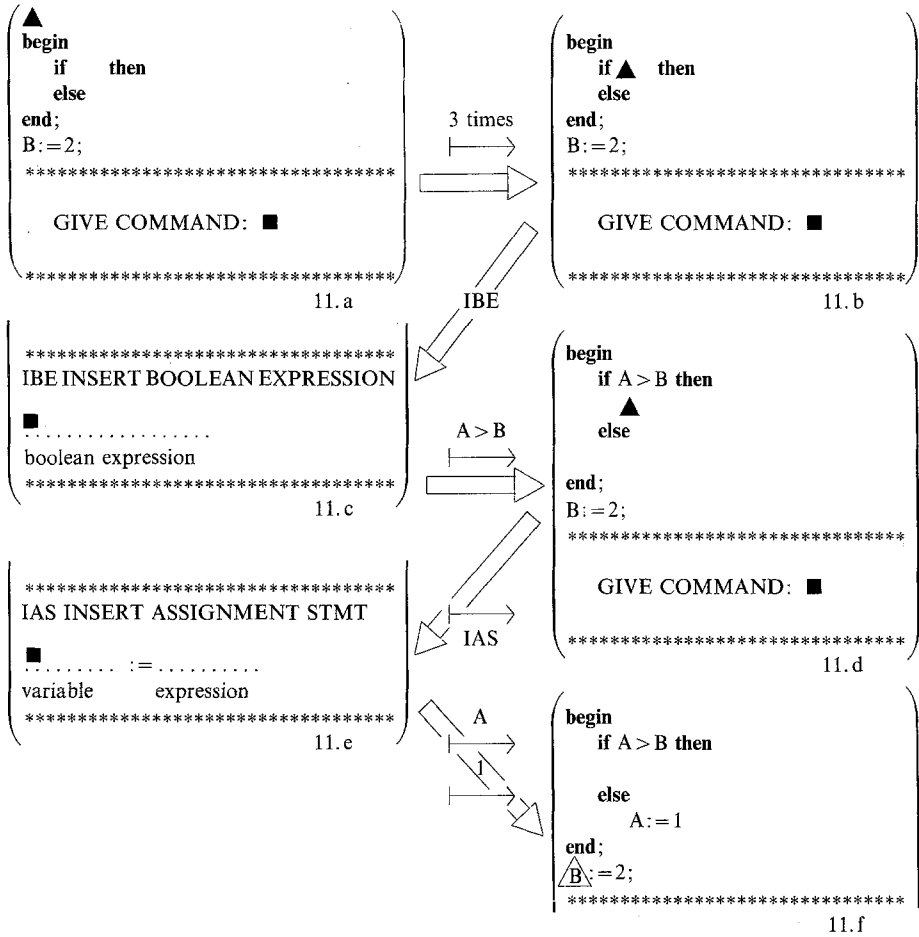 begin
if then
else
end;
B:=2;
***********************************
GIVE COMMAND:
***********************************
11.a
3 times
begin
if then
else
end;
B:=2;
********************************
GIVE COMMAND:
********************************
11.b
IBE
***********************************
IBE INSERT BOOLEAN EXPRESSION
..................
boolean expression
***********************************
11.c
A>B
begin
if A>B then
else
end;
B:=2;
********************************
GIVE COMMAND:
********************************
11.d
***********************************
IAS INSERT ASSIGNMENT STMT
......... :=..........
variable expression
***********************************
11.e
IAS
A
1
begin
if A>B then
else
A:=1
end;
B:=2;
********************************
11.f